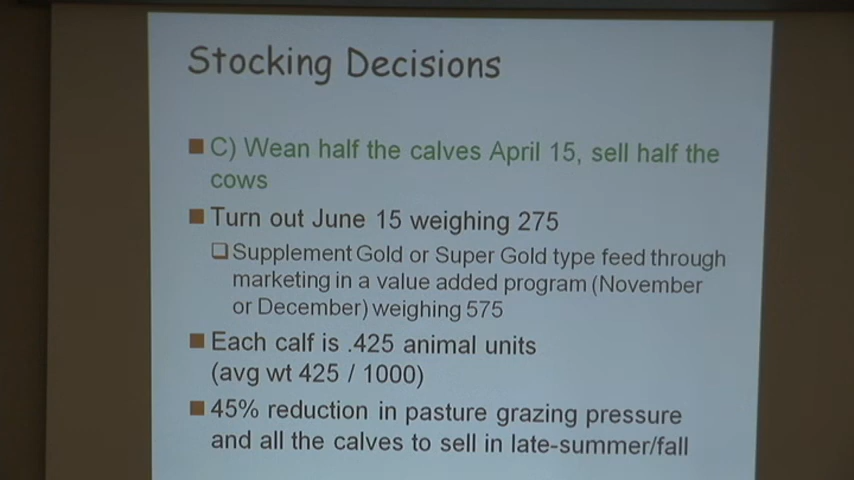 Stocking Decisions
C) Wean half the calves April 15, sell half the
cows
Turn out June 15 weighing 275
Supplement Gold or Super Gold type feed through
marketing in a value added program (November
or December) weighing 575
Each calf is .425 animal units
(avg wt 425 / 1000)
45% reduction in pasture grazing pressure
and all the calves to sell in late-summer/fall